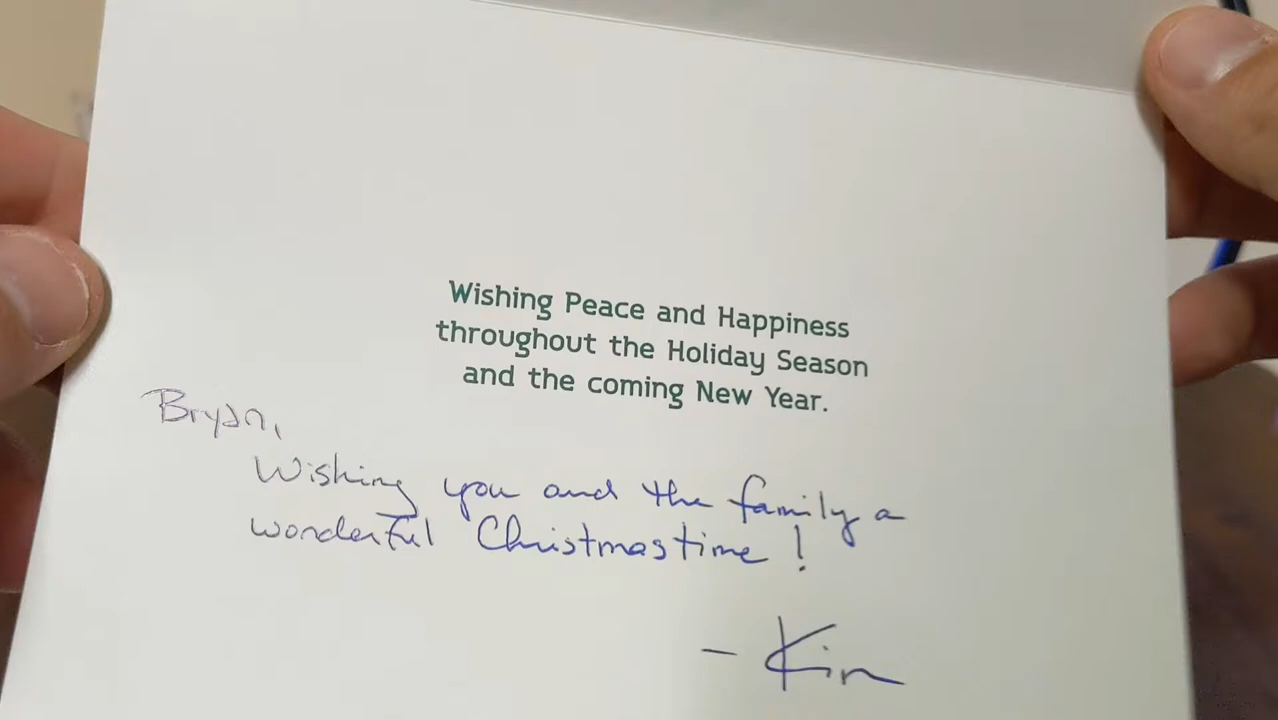 Wishing Peace and Happiness
throughout the Holiday Season
and the coming New Year.
Bryan,
Wishing you and the family a
wonderful Christmastime!
- Kim